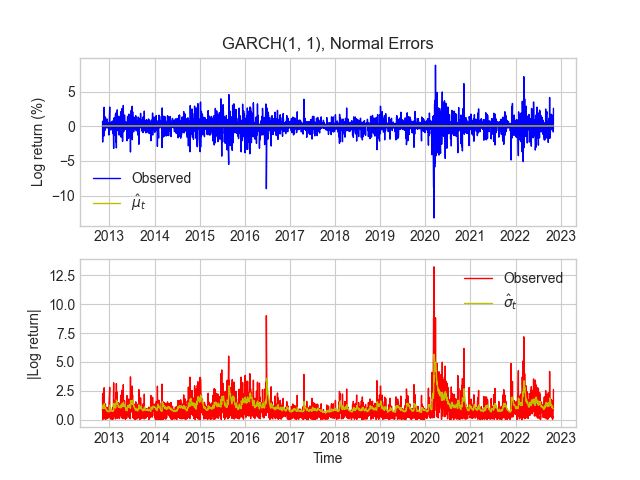 GARCH(1, 1), Normal Errors
Log return (%)
5
0
−5
−10
Observed
μ̂ₜ
2013 2014 2015 2016 2017 2018 2019 2020 2021 2022 2023
|Log return|
12.5
10.0
7.5
5.0
2.5
0.0
Observed
σ̂ₜ
2013 2014 2015 2016 2017 2018 2019 2020 2021 2022 2023
Time